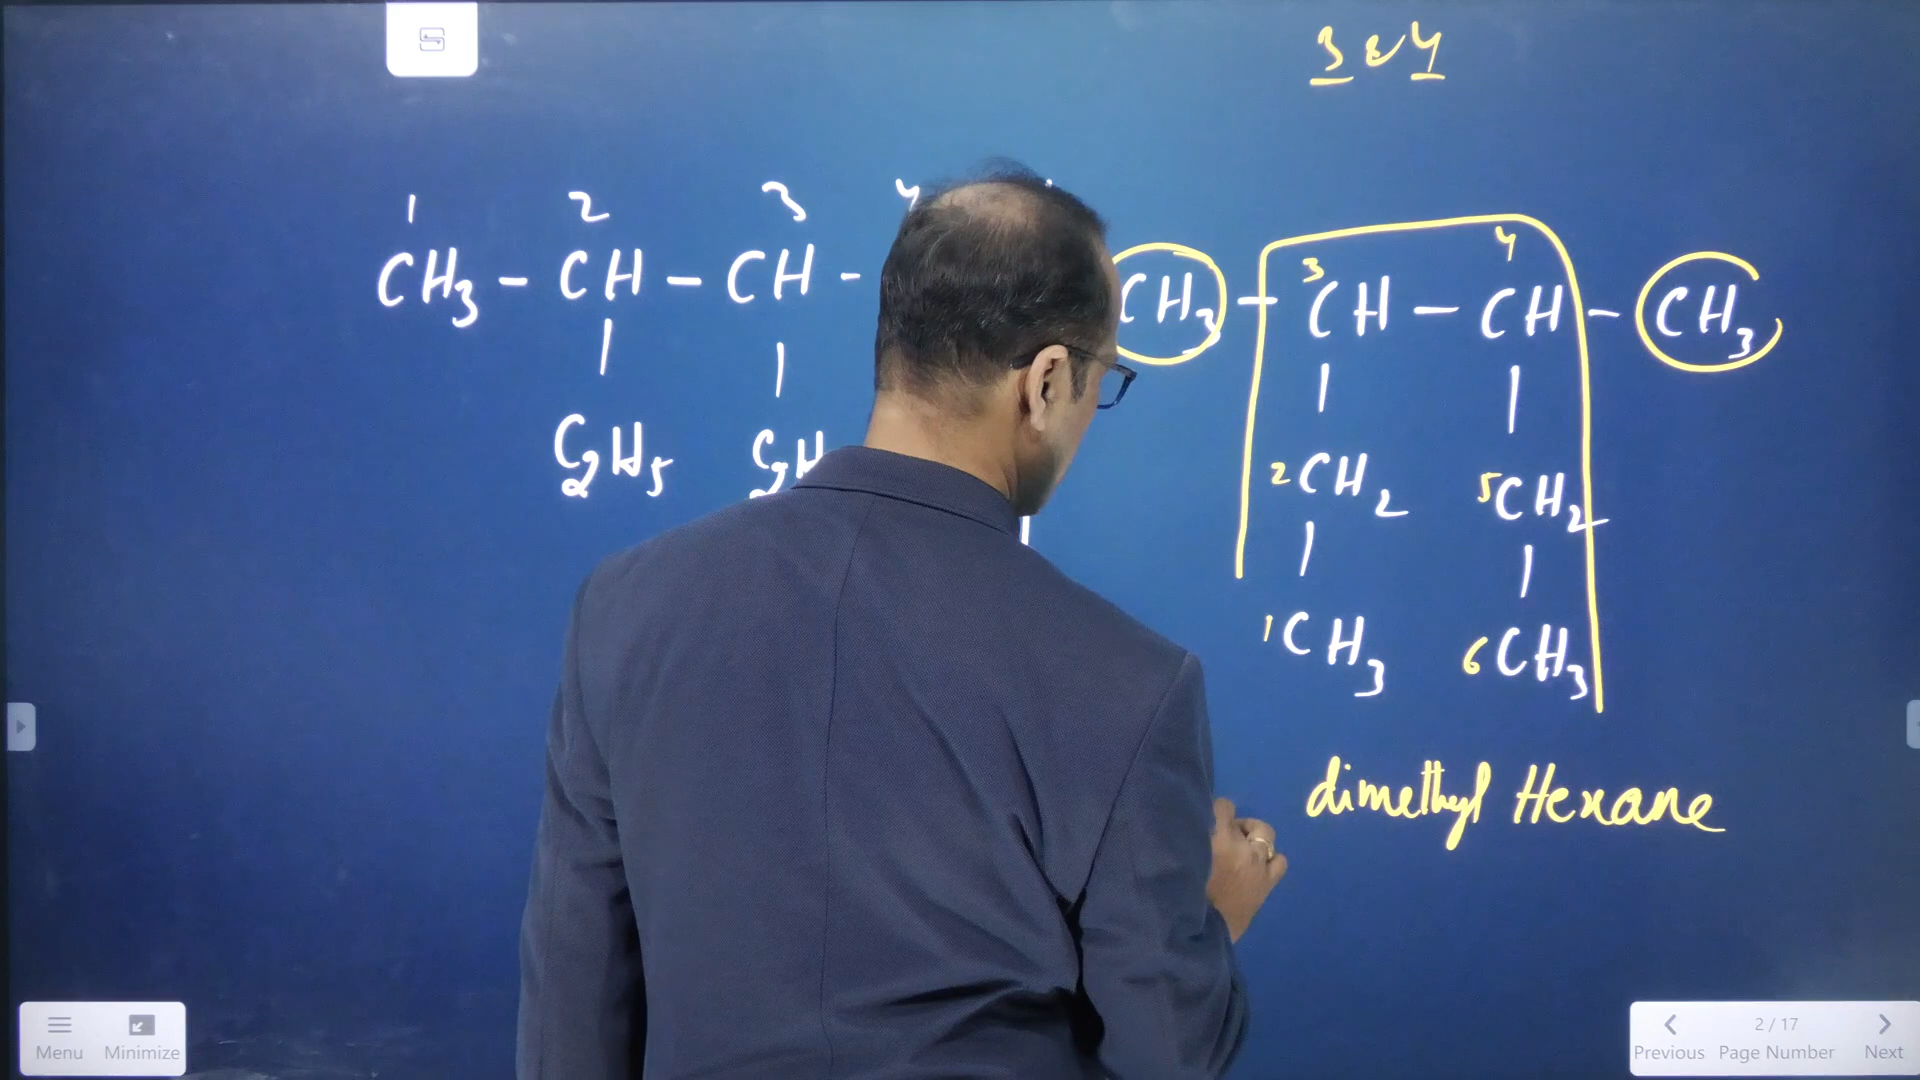 3 & 4
1 2 3 4
CH3 - CH - CH -
C2H5
CH3 - 3CH - 4CH - CH3
2CH2 5CH2
1CH3 6CH3
dimethyl Hexane
Menu Minimize
2 / 17
Previous Page Number Next